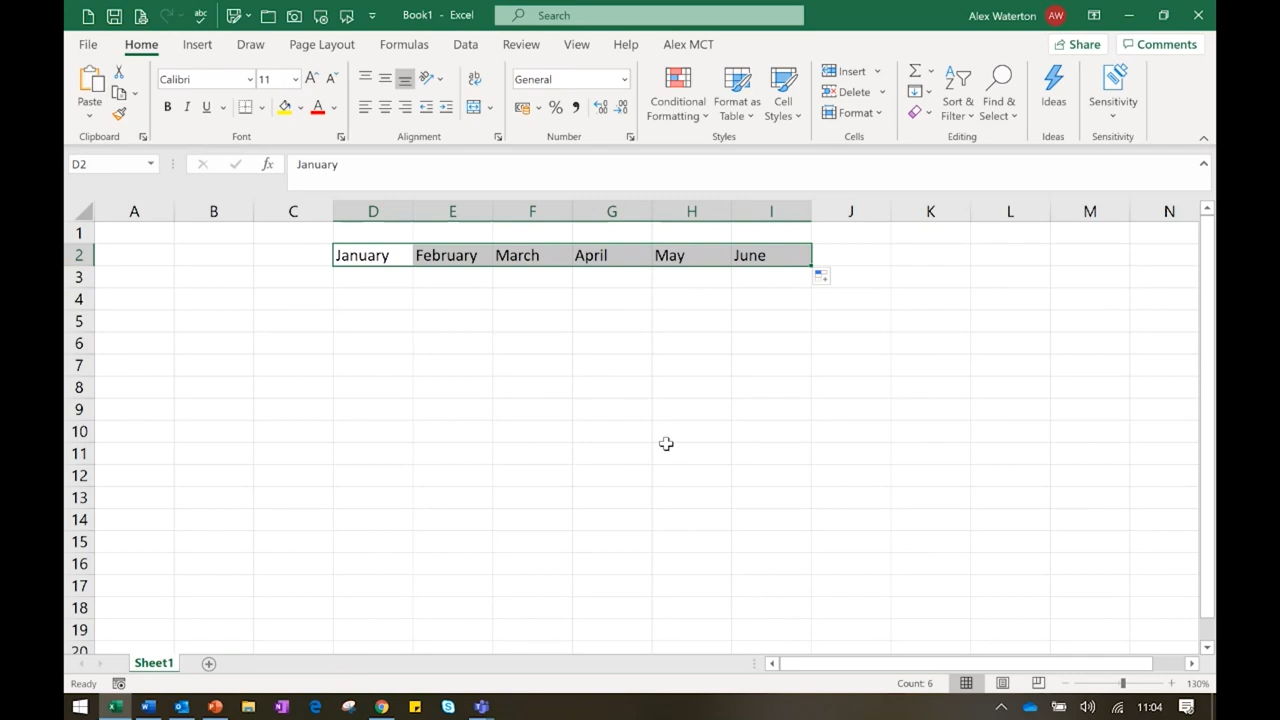 Book1 - Excel
Search
Alex Waterton AW
File Home Insert Draw Page Layout Formulas Data Review View Help Alex MCT Share Comments
Paste
Calibri 11
B I U A
General
Conditional Formatting
Format as Table
Cell Styles
Insert
Delete
Format
Sort & Filter
Find & Select
Ideas
Sensitivity
Clipboard Font Alignment Number Styles Cells Editing Ideas Sensitivity
D2 fx January
A B C D E F G H I J K L M N
1
2 January February March April May June
3
4
5
6
7
8
9
10
11
12
13
14
15
16
17
18
19
20
Sheet1
Ready Count: 6 130%
11:04